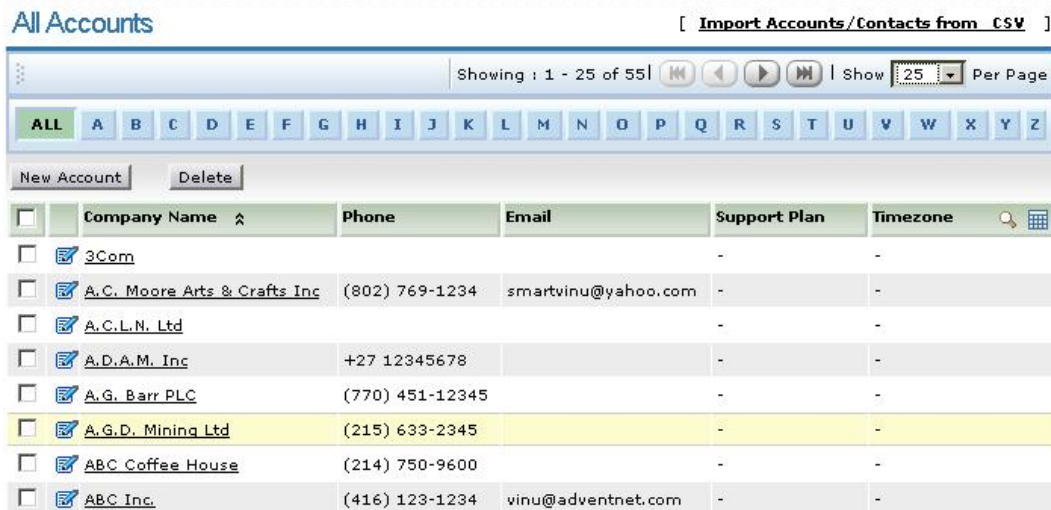 All Accounts
[ Import Accounts/Contacts from CSV ]
Showing : 1 - 25 of 55 | Show 25 Per Page
ALL A B C D E F G H I J K L M N O P Q R S T U V W X Y Z
New Account Delete
Company Name Phone Email Support Plan Timezone
3Com - -
A.C. Moore Arts & Crafts Inc (802) 769-1234 smartvinu@yahoo.com - -
A.C.L.N. Ltd - -
A.D.A.M. Inc +27 12345678 - -
A.G. Barr PLC (770) 451-12345 - -
A.G.D. Mining Ltd (215) 633-2345 - -
ABC Coffee House (214) 750-9600 - -
ABC Inc. (416) 123-1234 vinu@adventnet.com - -